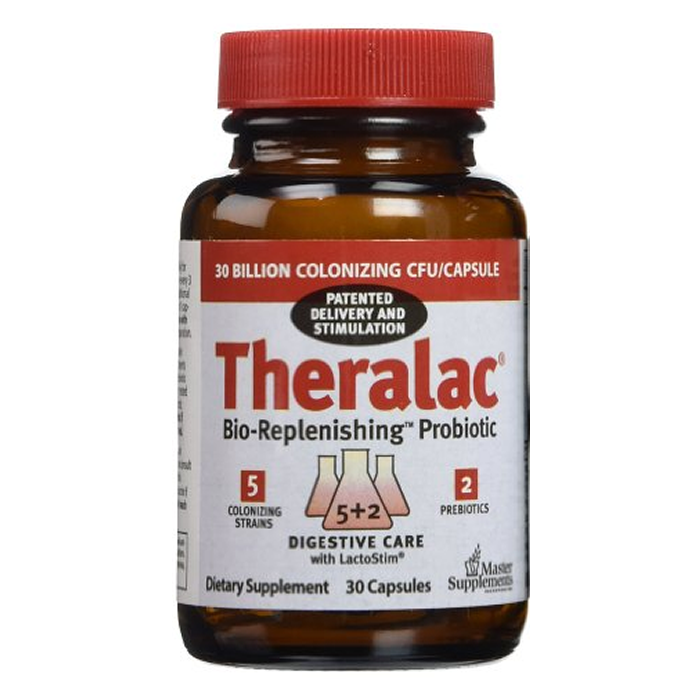 30 BILLION COLONIZING CFU/CAPSULE
PATENTED
DELIVERY AND
STIMULATION
Theralac®
Bio-Replenishing™ Probiotic
5
COLONIZING
STRAINS
5+2
2
PREBIOTICS
DIGESTIVE CARE
with LactoStim®
Dietary Supplement 30 Capsules
Master
Supplements